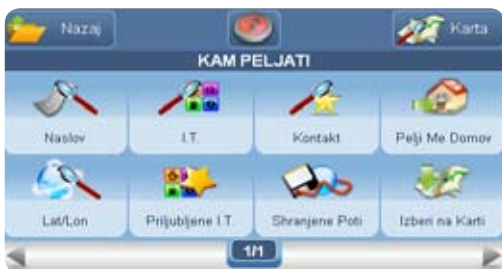 Nazaj Karta
KAM PELJATI
Naslov I.T. Kontakt Pelji Me Domov
Lat/Lon Priljubljene I.T. Shranjene Poti Izberi na Karti
1/1